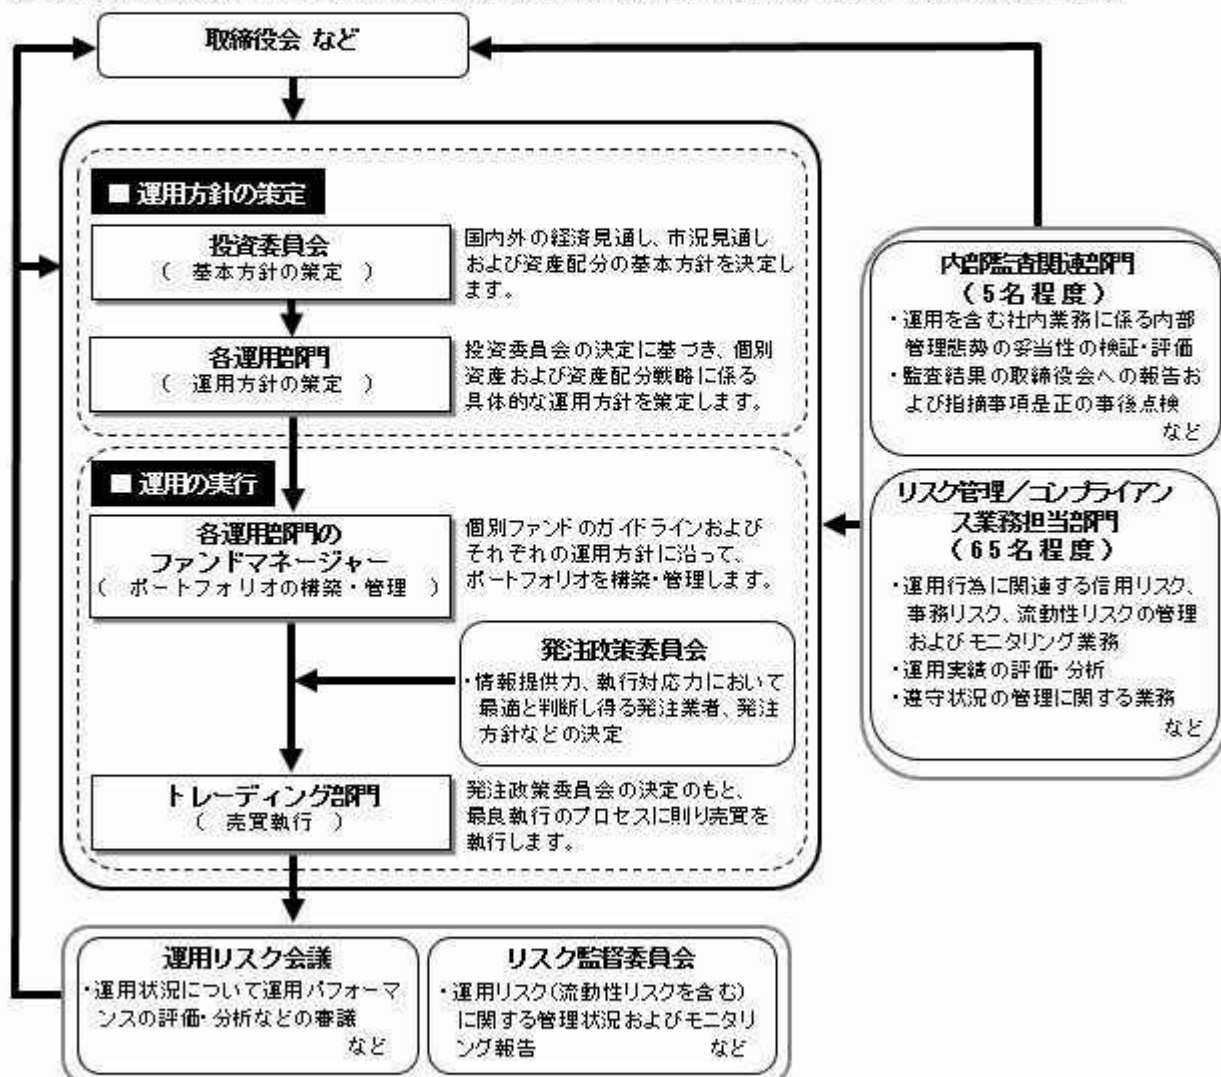 取締役会 など
■ 運用方針の策定
投資委員会
（ 基本方針の策定 ）
国内外の経済見通し、市況見通し
および資産配分の基本方針を決定し
ます。
各運用部門
（ 運用方針の策定 ）
投資委員会の決定に基づき、個別
資産および資産配分戦略に係る
具体的な運用方針を策定します。
■ 運用の実行
各運用部門の
ファンドマネージャー
（ ポートフォリオの構築・管理 ）
個別ファンドのガイドラインおよび
それぞれの運用方針に沿って、
ポートフォリオを構築・管理します。
発注政策委員会
・情報提供力、執行対応力において
最適と判断し得る発注業者、発注
方針などの決定
トレーディング部門
（ 売買執行 ）
発注政策委員会の決定のもと、
最良執行のプロセスに則り売買を
執行します。
内部監査関連部門
（5名程度）
・運用を含む社内業務に係る内部
管理態勢の妥当性の検証・評価
・監査結果の取締役会への報告お
よび指摘事項是正の事後点検
など
リスク管理／コンプライアン
ス業務担当部門
（65名程度）
・運用行為に関連する信用リスク、
事務リスク、流動性リスクの管理
およびモニタリング業務
・運用実績の評価・分析
・遵守状況の管理に関する業務
など
運用リスク会議
・運用状況について運用パフォーマ
ンスの評価・分析などの審議
など
リスク監督委員会
・運用リスク（流動性リスクを含む）
に関する管理状況およびモニタリ
ング報告 など